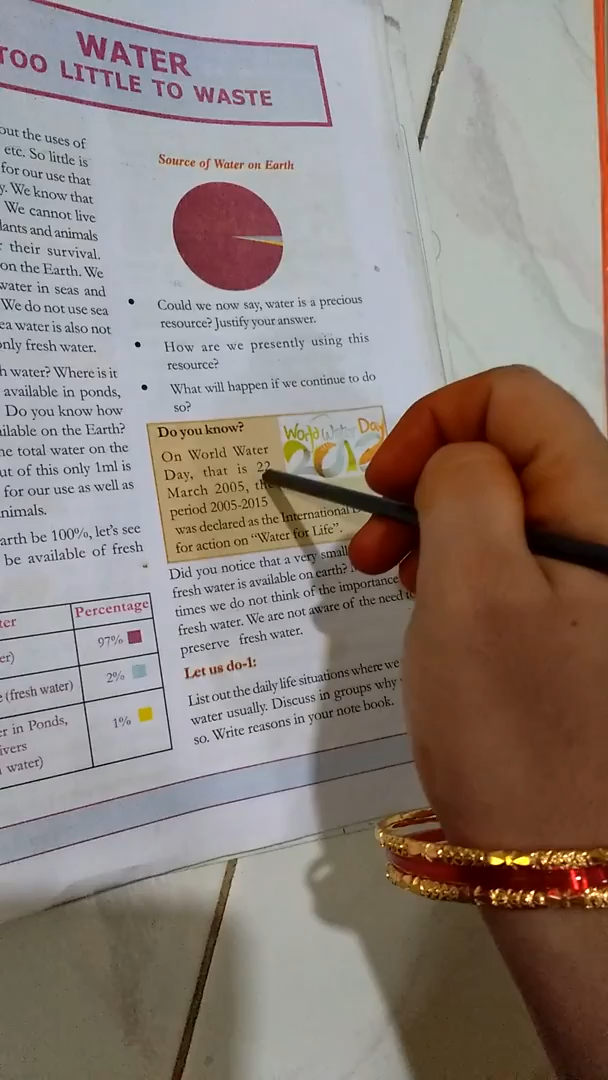 WATER
TOO LITTLE TO WASTE
out the uses of
etc. So little is
for our use that
y. We know that
We cannot live
lants and animals
their survival.
on the Earth. We
water in seas and
We do not use sea
ea water is also not
only fresh water.
h water? Where is it
available in ponds,
Do you know how
ilable on the Earth?
he total water on the
ut of this only 1ml is
for our use as well as
nimals.
arth be 100%, let's see
be available of fresh
ter Percentage
er) 97%
e (fresh water) 2%
er in Ponds, 1%
ivers
water)
Source of Water on Earth
• Could we now say, water is a precious
resource? Justify your answer.
• How are we presently using this
resource?
• What will happen if we continue to do
so?
Do you know?
World Water Day
On World Water
Day, that is 22
March 2005, the
period 2005-2015
was declared as the International
for action on "Water for Life".
Did you notice that a very small
fresh water is available on earth?
times we do not think of the importance
fresh water. We are not aware of the need to
preserve fresh water.
Let us do-1:
List out the daily life situations where we
water usually. Discuss in groups why
so. Write reasons in your note book.